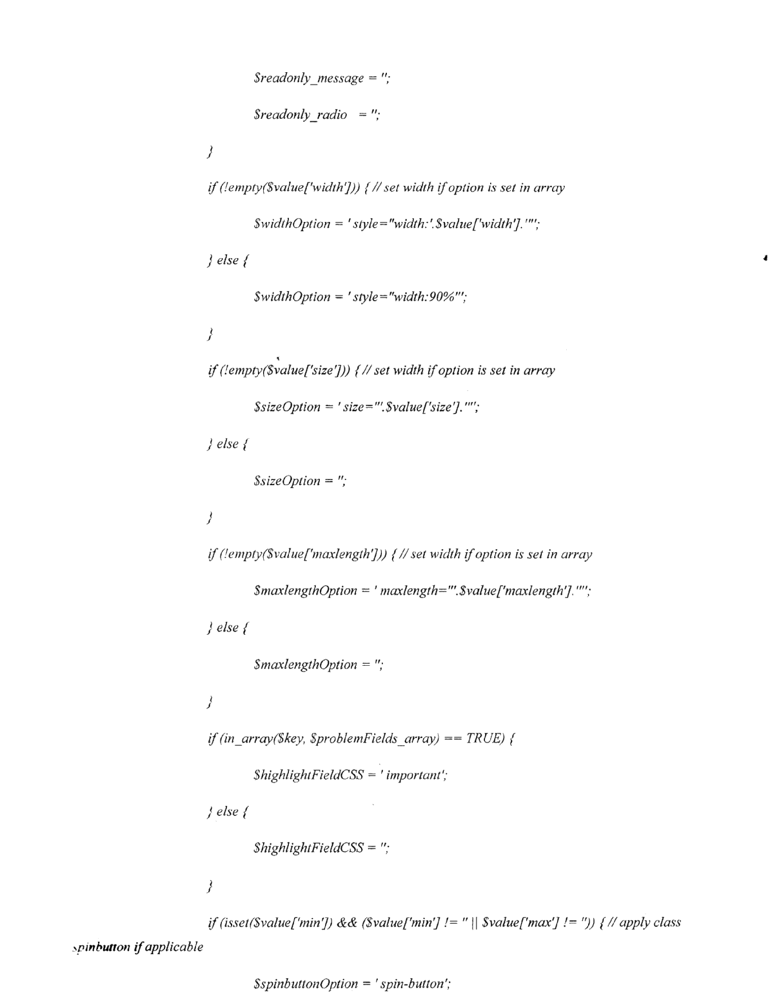 $readonly_message = '';
$readonly_radio = '';
}
if (!empty($value['width'])) { // set width if option is set in array
$widthOption = ' style="width:'.$value['width'].'"';
} else {
$widthOption = ' style="width:90%"';
}
if (!empty($value['size'])) { // set width if option is set in array
$sizeOption = ' size="'.$value['size'].'"';
} else {
$sizeOption = '';
}
if (!empty($value['maxlength'])) { // set width if option is set in array
$maxlengthOption = ' maxlength="'.$value['maxlength'].'"';
} else {
$maxlengthOption = '';
}
if (in_array($key, $problemFields_array) == TRUE) {
$highlightFieldCSS = ' important';
} else {
$highlightFieldCSS = '';
}
if (isset($value['min']) && ($value['min'] != '' || $value['max'] != '')) { // apply class
spinbutton if applicable
$spinbuttonOption = ' spin-button';